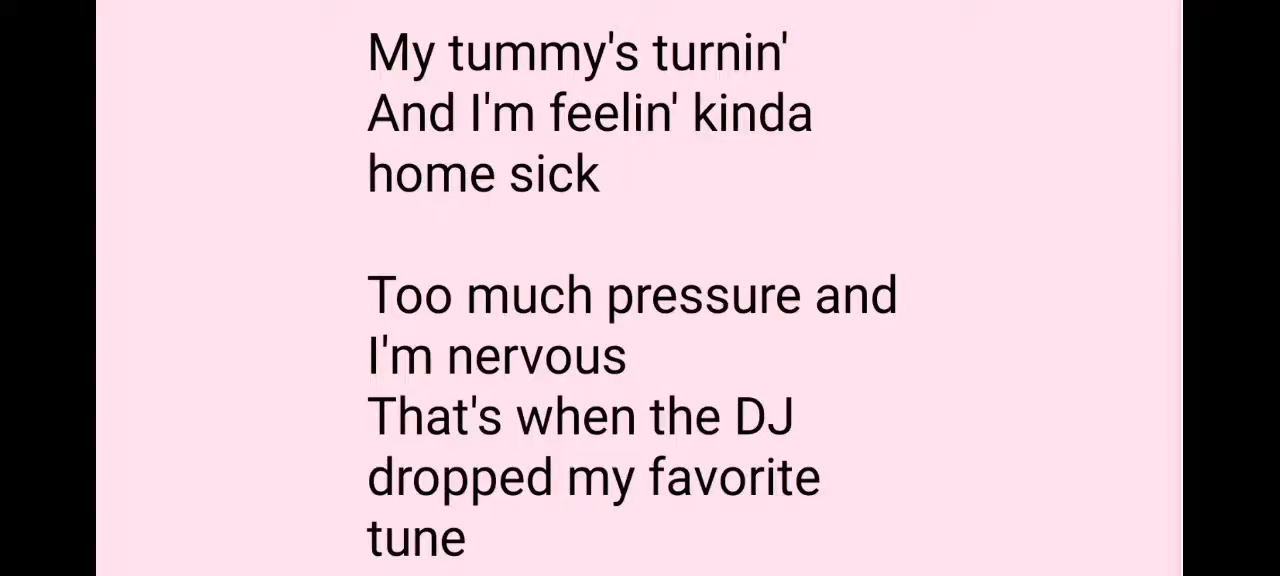 My tummy's turnin'
And I'm feelin' kinda
home sick
Too much pressure and
I'm nervous
That's when the DJ
dropped my favorite
tune